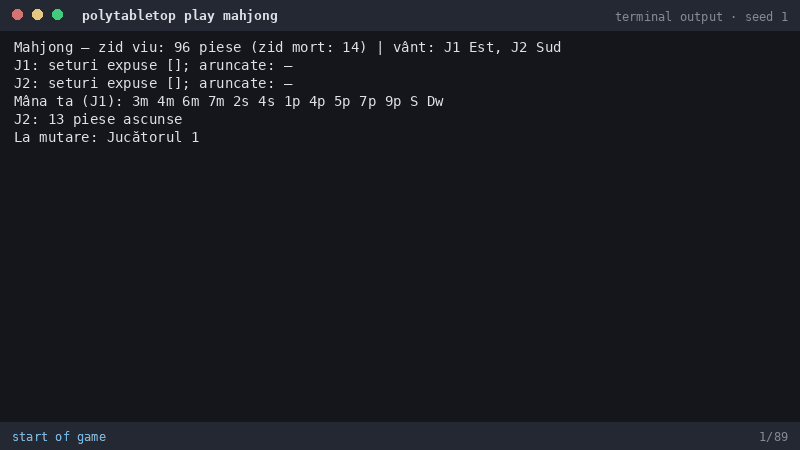 polytabletop play mahjong
terminal output · seed 1
Mahjong — zid viu: 96 piese (zid mort: 14) | vânt: J1 Est, J2 Sud
J1: seturi expuse []; aruncate: —
J2: seturi expuse []; aruncate: —
Mâna ta (J1): 3m 4m 6m 7m 2s 4s 1p 4p 5p 7p 9p S Dw
J2: 13 piese ascunse
La mutare: Jucătorul 1
start of game
1/89